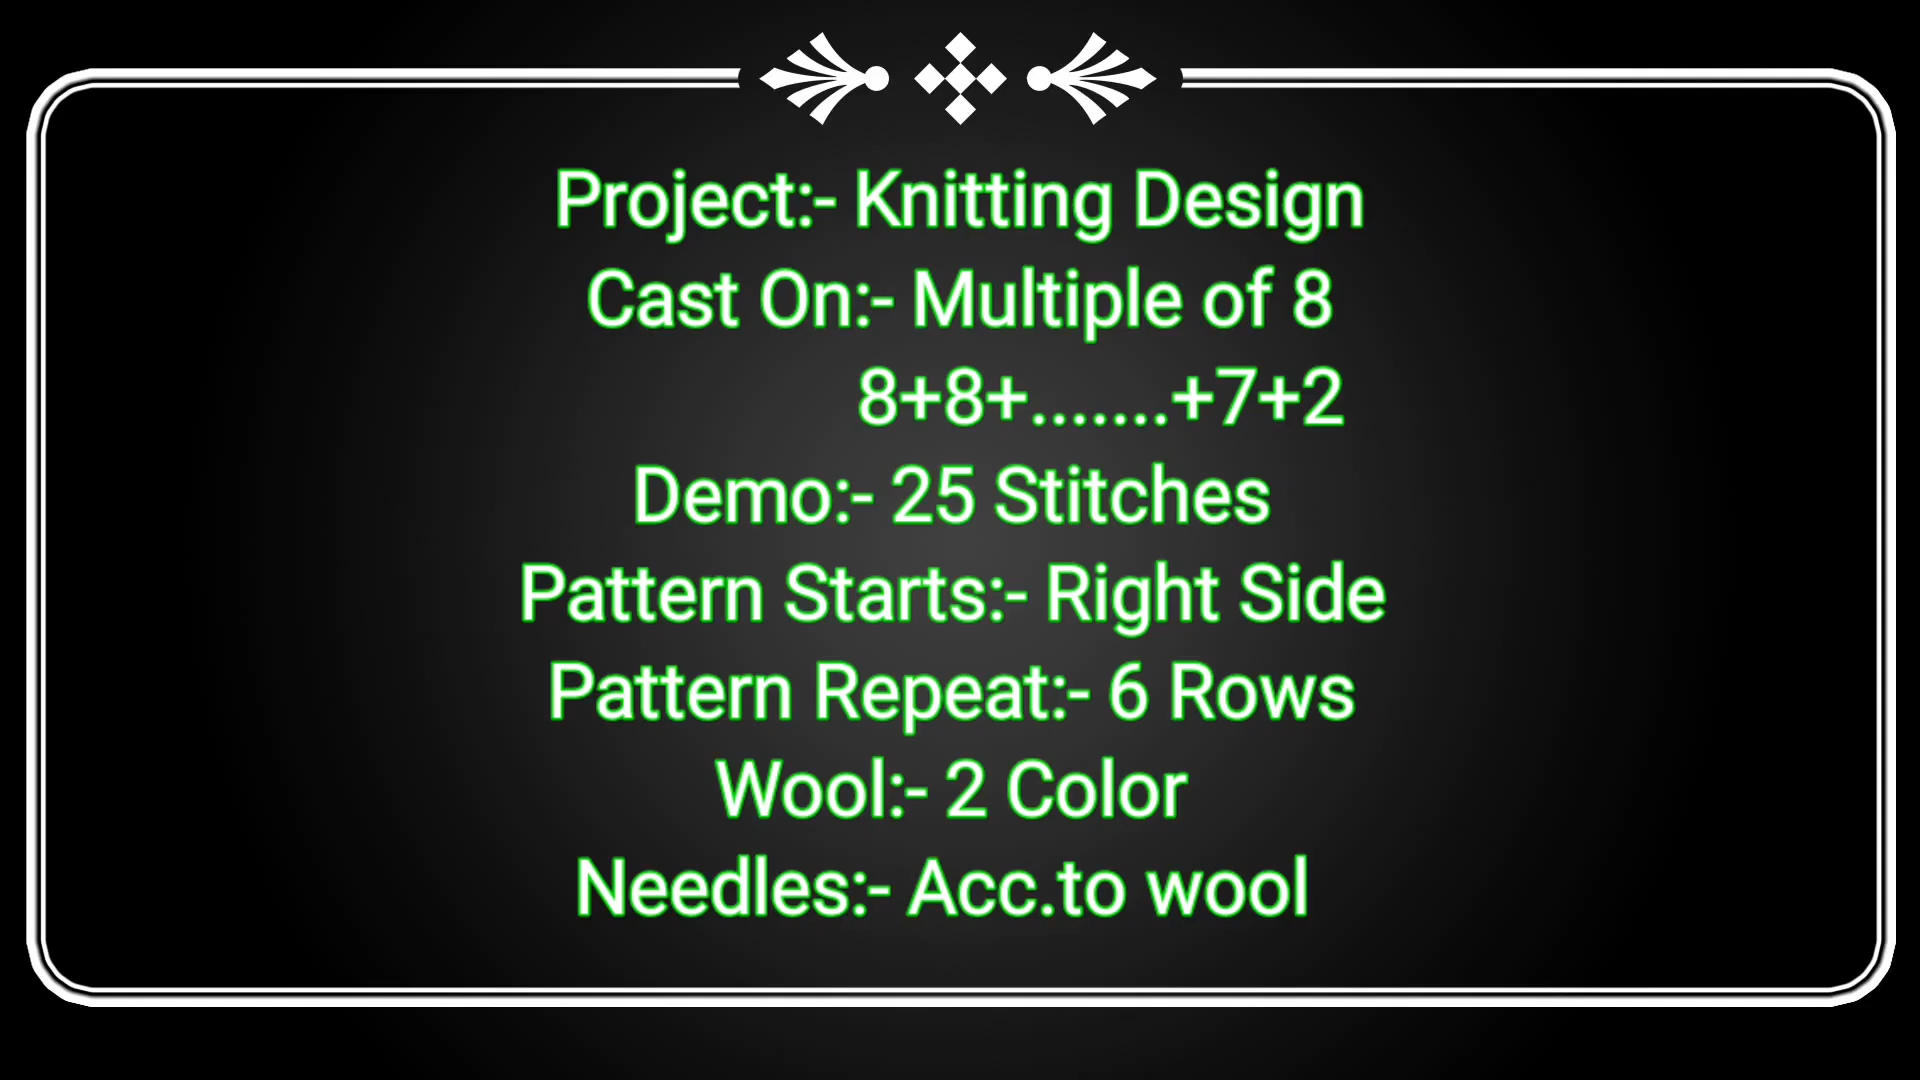 Project:- Knitting Design
Cast On:- Multiple of 8
8+8+.......+7+2
Demo:- 25 Stitches
Pattern Starts:- Right Side
Pattern Repeat:- 6 Rows
Wool:- 2 Color
Needles:- Acc.to wool